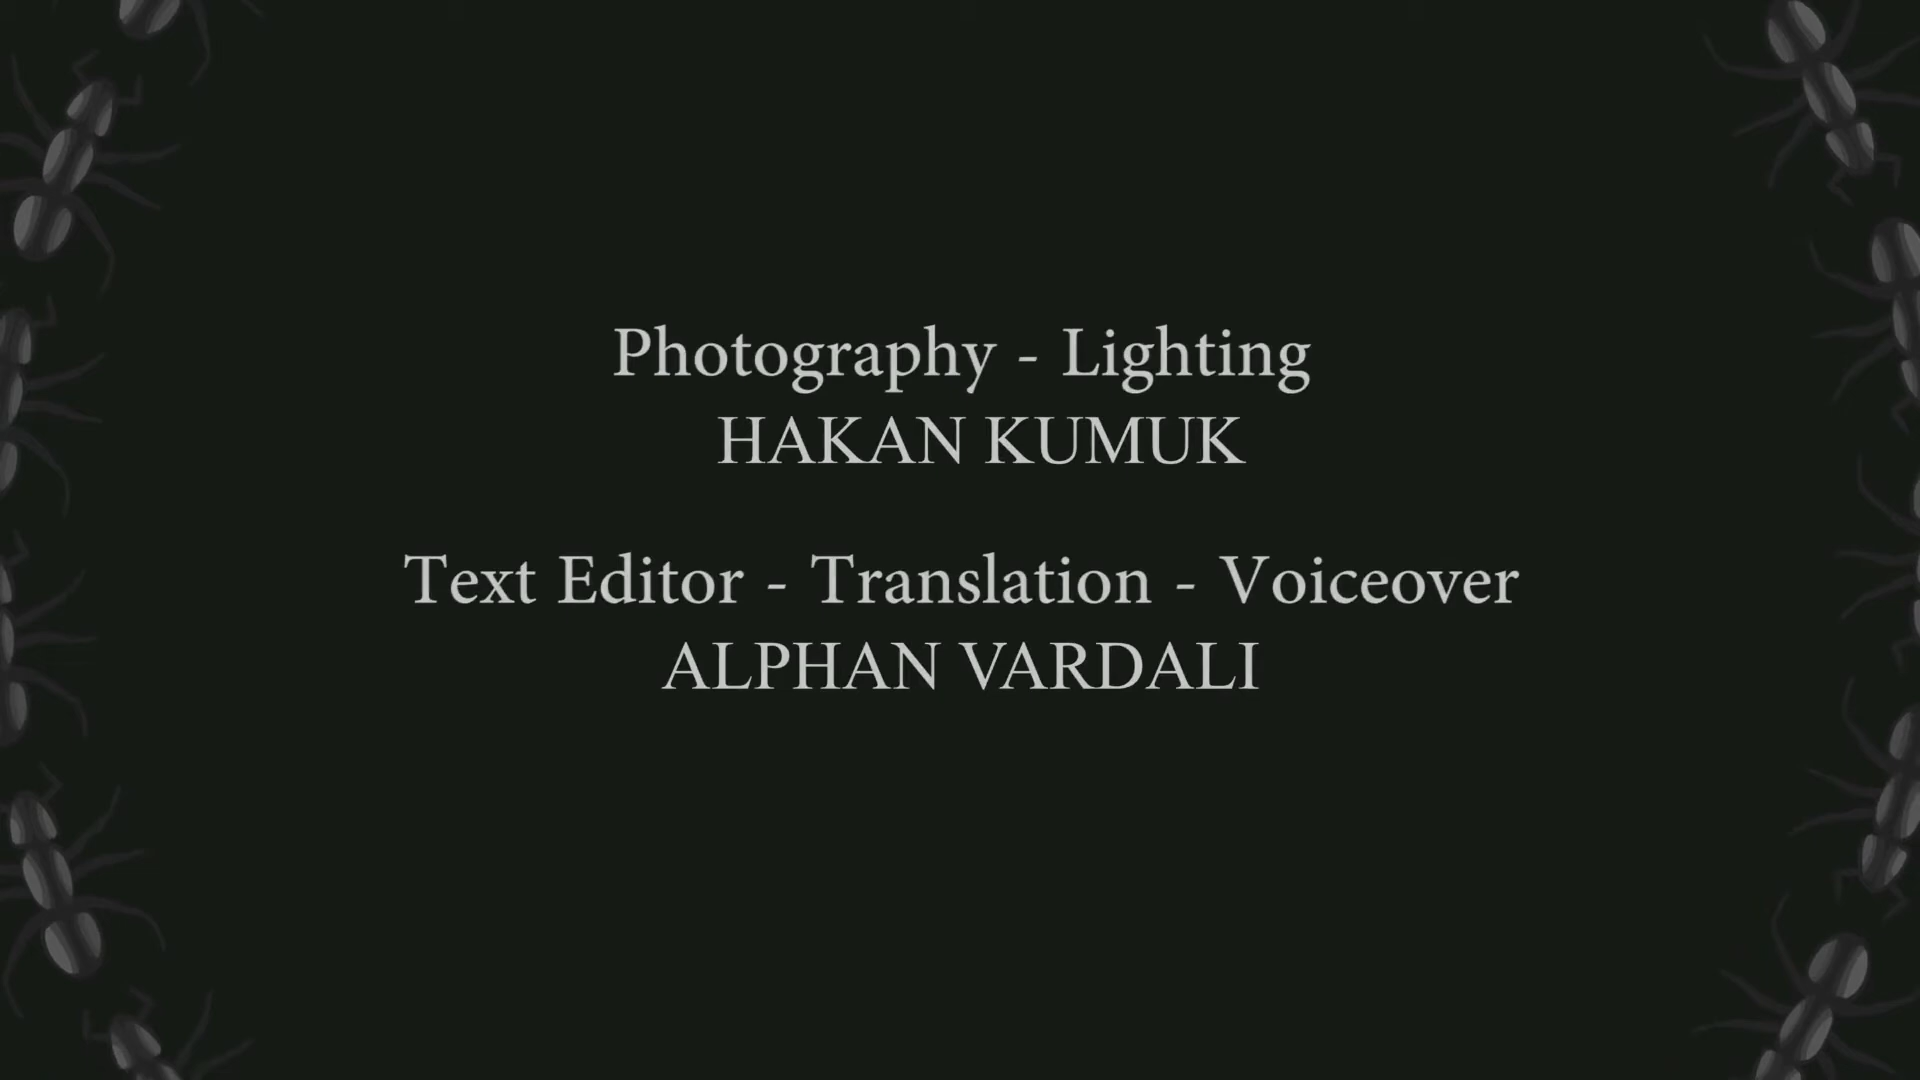 Photography - Lighting
HAKAN KUMUK
Text Editor - Translation - Voiceover
ALPHAN VARDALI